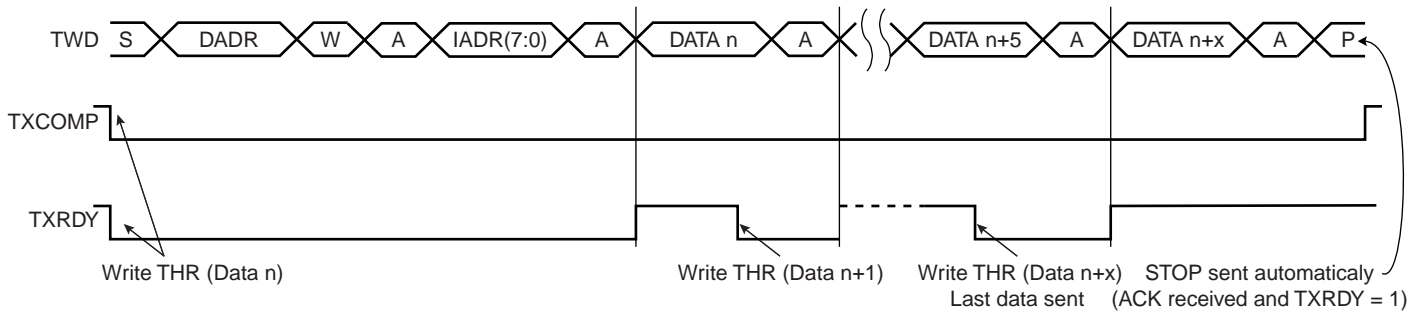 TWD S DADR W A IADR(7:0) A DATA n A DATA n+5 A DATA n+x A P
TXCOMP
TXRDY
Write THR (Data n) Write THR (Data n+1) Write THR (Data n+x) STOP sent automaticaly
Last data sent (ACK received and TXRDY = 1)